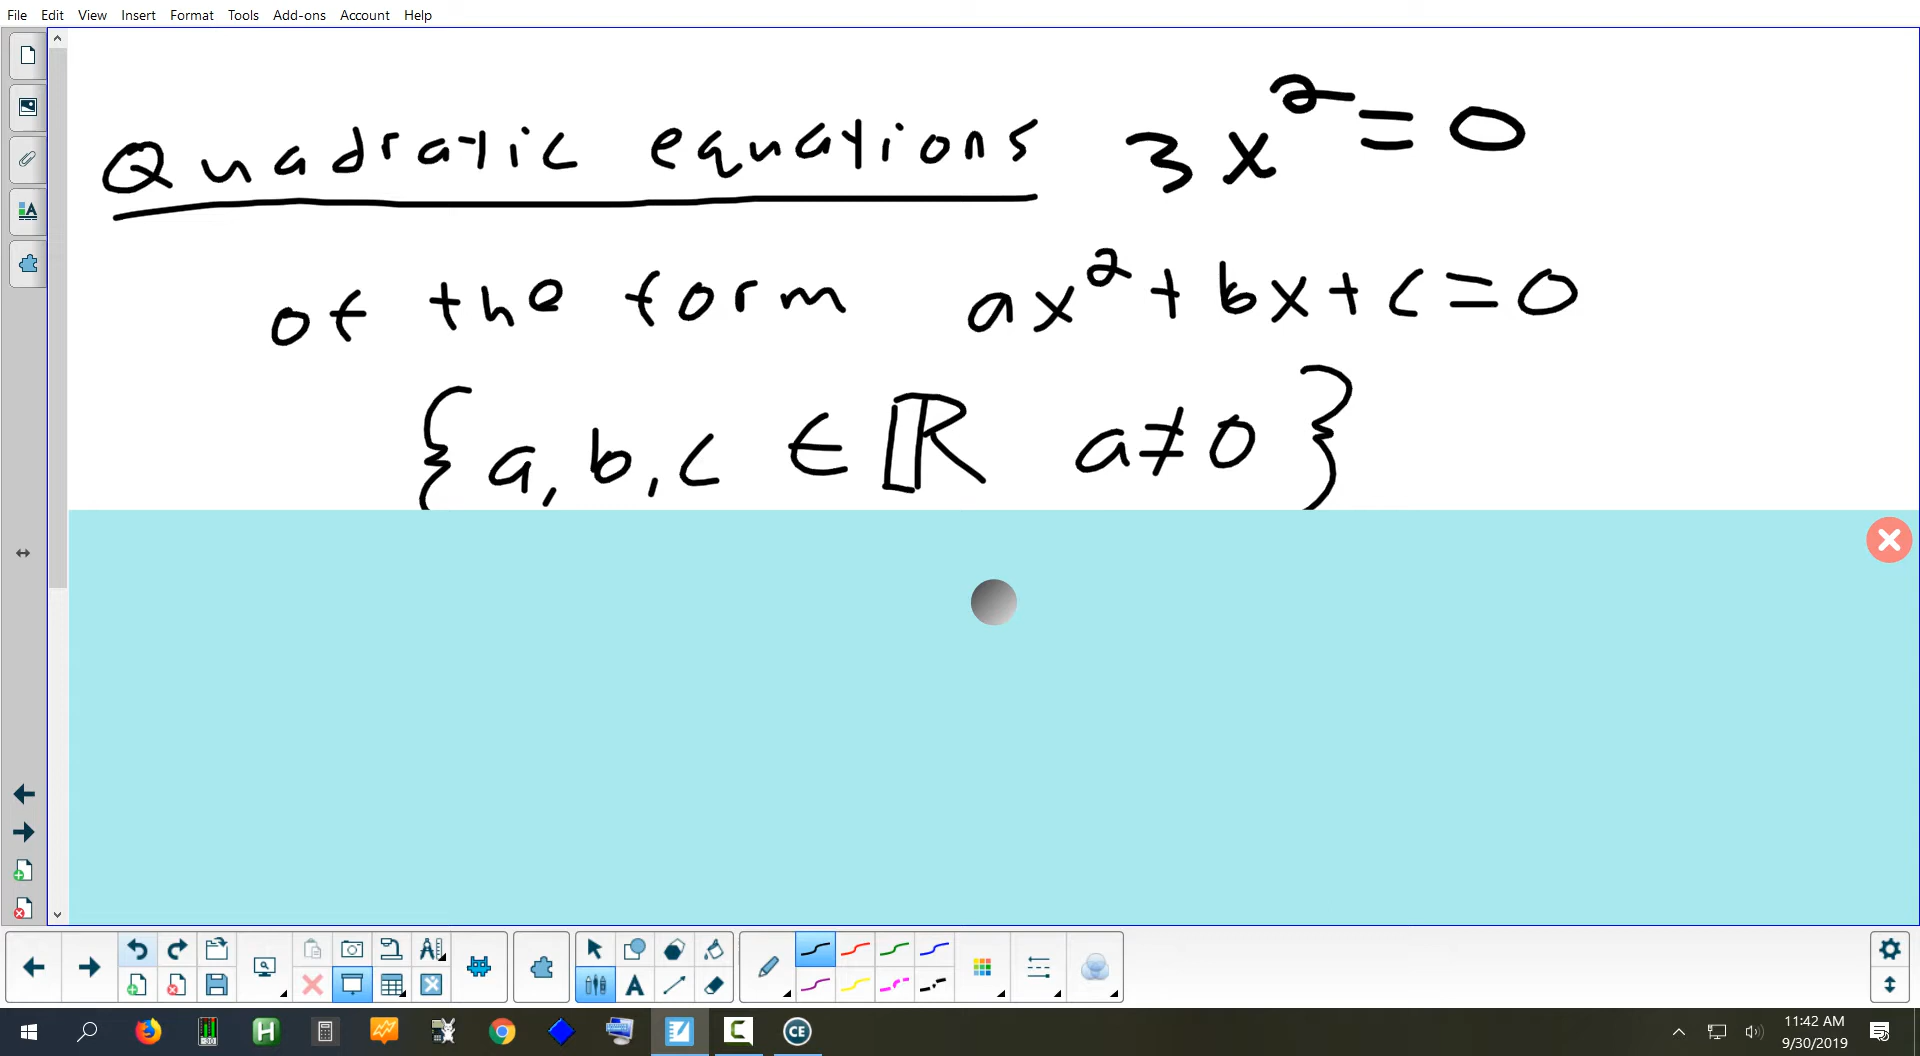 File Edit View Insert Format Tools Add-ons Account Help
Quadratic equations 3x²=0
of the form ax²+bx+c=0
{a, b, c ∈ ℝ a≠0}
11:42 AM
9/30/2019